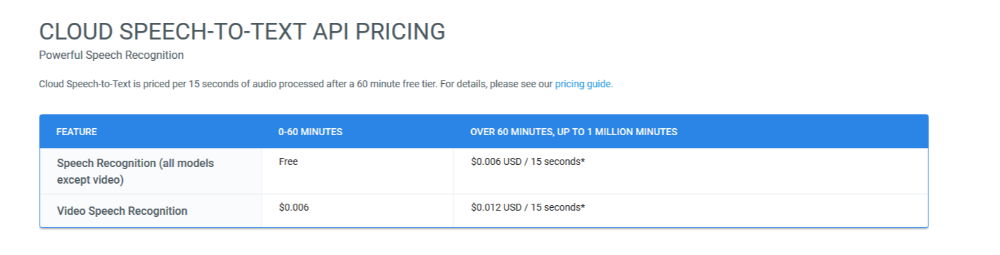 CLOUD SPEECH-TO-TEXT API PRICING
Powerful Speech Recognition
Cloud Speech-to-Text is priced per 15 seconds of audio processed after a 60 minute free tier. For details, please see our pricing guide.
FEATURE 0-60 MINUTES OVER 60 MINUTES, UP TO 1 MILLION MINUTES
Speech Recognition (all models Free $0.006 USD / 15 seconds*
except video)
Video Speech Recognition $0.006 $0.012 USD / 15 seconds*